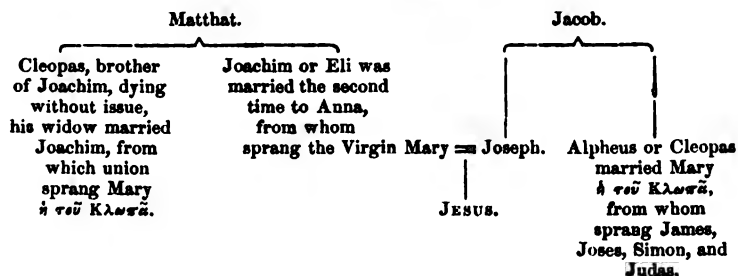 Matthat.
Jacob.
Cleopas, brother
of Joachim, dying
without issue,
his widow married
Joachim, from
which union
sprang Mary
ἡ τοῦ Κλωπᾶ.
Joachim or Eli was
married the second
time to Anna,
from whom
sprang the Virgin Mary = Joseph.
JESUS.
Alpheus or Cleopas
married Mary
ἡ τοῦ Κλωπᾶ,
from whom
sprang James,
Joses, Simon, and
Judas.